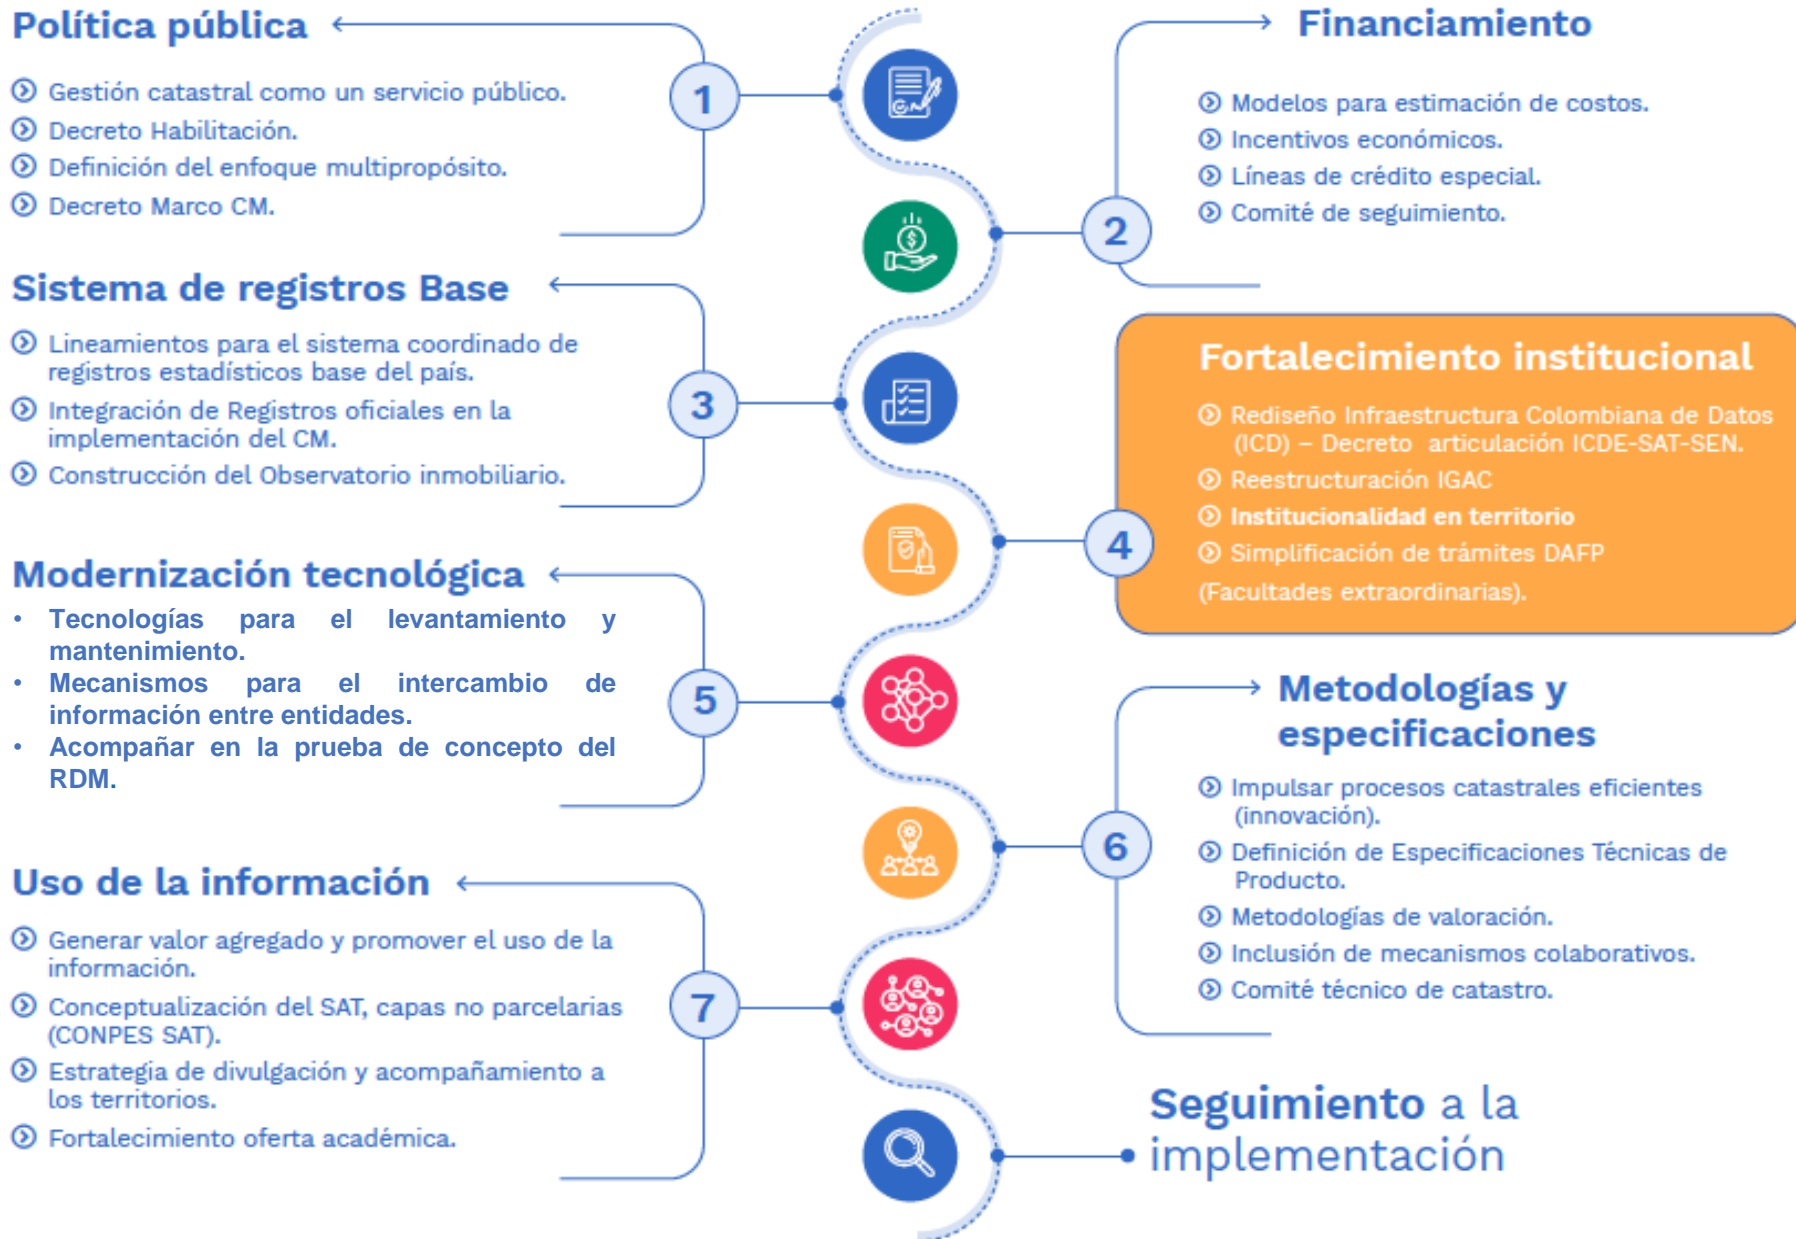 Política pública
1
Gestión catastral como un servicio público.
Decreto Habilitación.
Definición del enfoque multipropósito.
Decreto Marco CM.
Financiamiento
2
Modelos para estimación de costos.
Incentivos económicos.
Líneas de crédito especial.
Comité de seguimiento.
Sistema de registros Base
3
Lineamientos para el sistema coordinado de
registros estadísticos base del país.
Integración de Registros oficiales en la
implementación del CM.
Construcción del Observatorio inmobiliario.
Fortalecimiento institucional
4
Rediseño Infraestructura Colombiana de Datos
(ICD) – Decreto articulación ICDE-SAT-SEN.
Reestructuración IGAC
Institucionalidad en territorio
Simplificación de trámites DAFP
(Facultades extraordinarias).
Modernización tecnológica
5
• Tecnologías para el levantamiento y
mantenimiento.
• Mecanismos para el intercambio de
información entre entidades.
• Acompañar en la prueba de concepto del
RDM.
Metodologías y
especificaciones
6
Impulsar procesos catastrales eficientes
(innovación).
Definición de Especificaciones Técnicas de
Producto.
Metodologías de valoración.
Inclusión de mecanismos colaborativos.
Comité técnico de catastro.
Uso de la información
7
Generar valor agregado y promover el uso de la
información.
Conceptualización del SAT, capas no parcelarias
(CONPES SAT).
Estrategia de divulgación y acompañamiento a
los territorios.
Fortalecimiento oferta académica.
Seguimiento a la
implementación